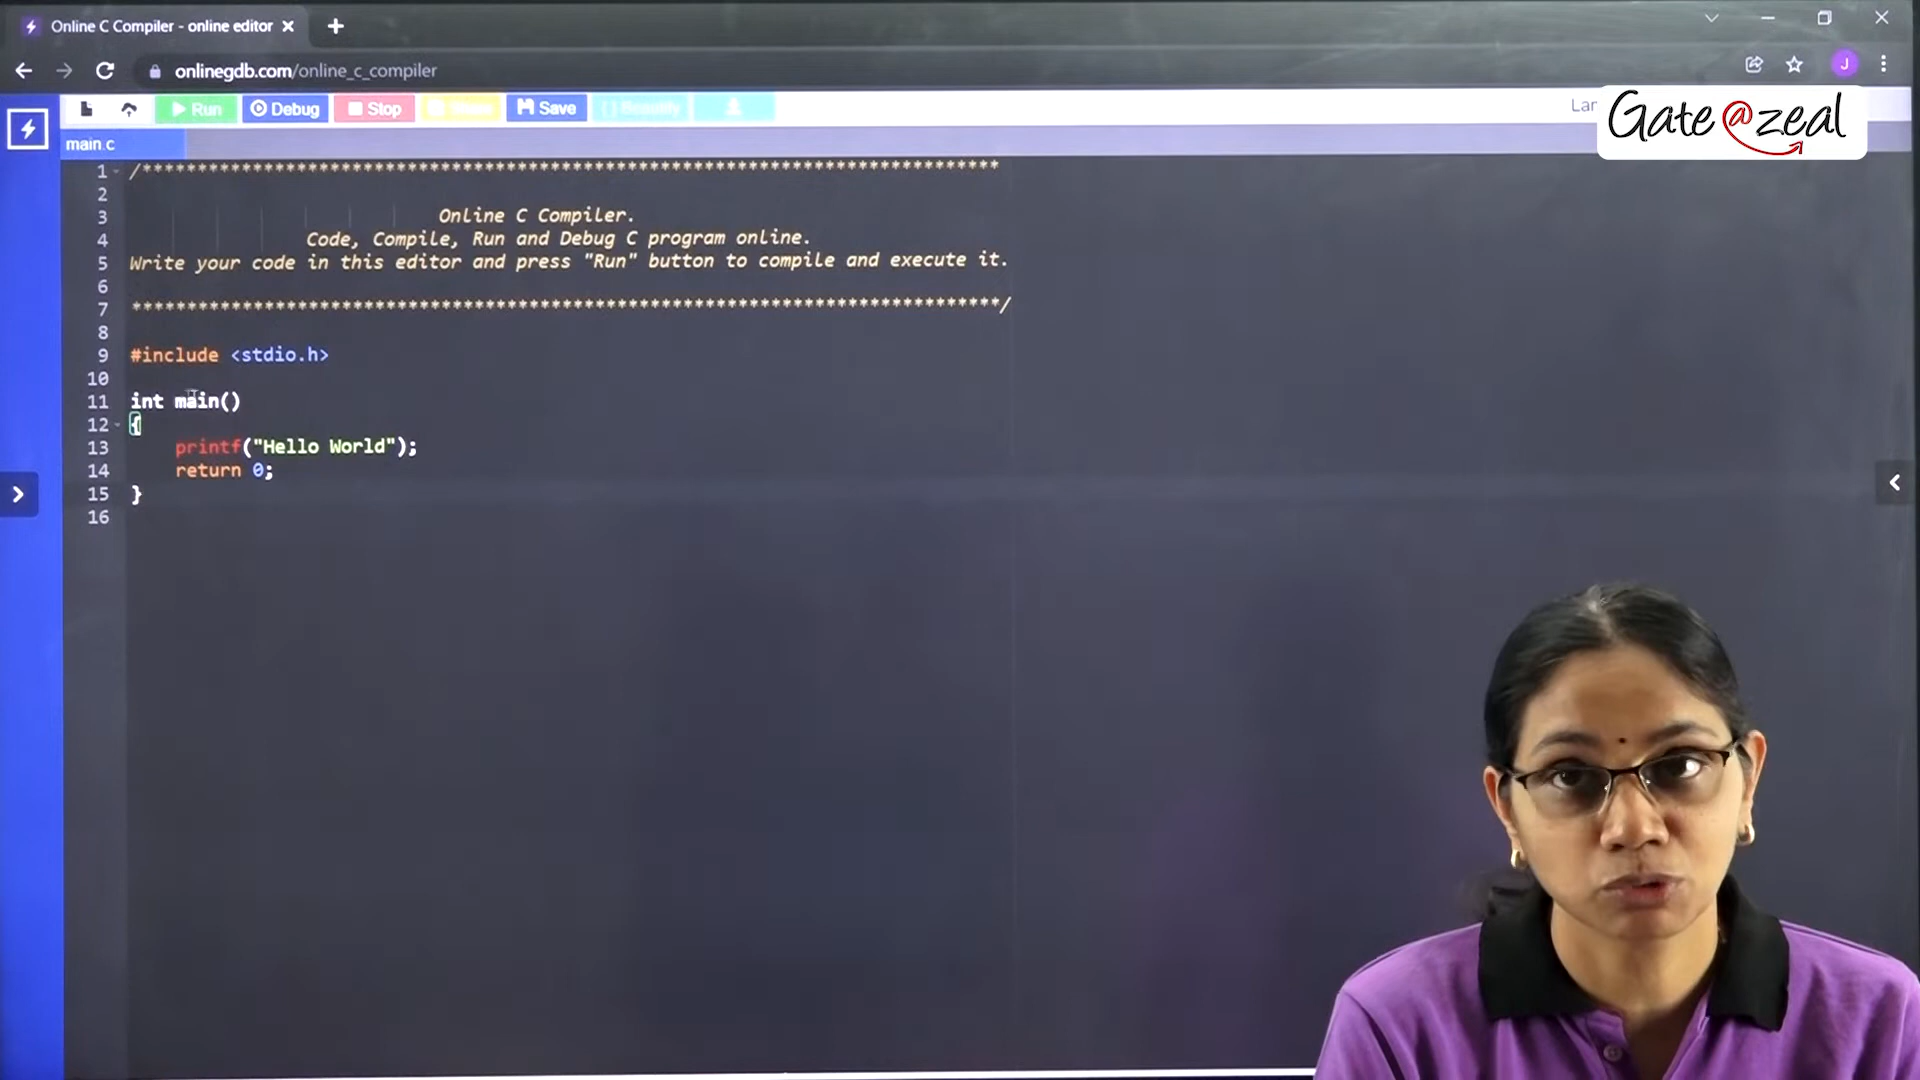 Online C Compiler - online editor
onlinegdb.com/online_c_compiler
Run Debug Stop Share Save { } Beautify
Lan
Gate@zeal
main.c
1 /******************************************************************************
2
3 Online C Compiler.
4 Code, Compile, Run and Debug C program online.
5 Write your code in this editor and press "Run" button to compile and execute it.
6
7 *******************************************************************************/
8
9 #include <stdio.h>
10
11 int main()
12 {
13 printf("Hello World");
14 return 0;
15 }
16
J